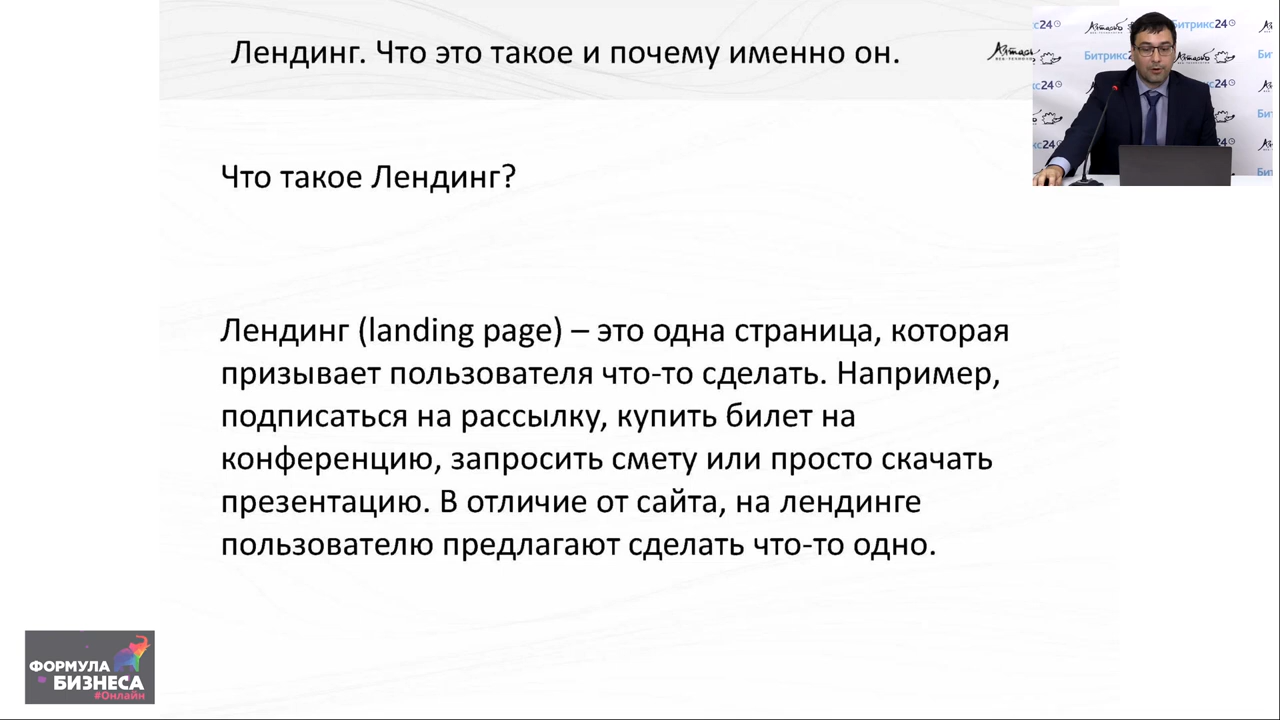 Лендинг. Что это такое и почему именно он.
Битрикс24
Битрикс24
Что такое Лендинг?
Лендинг (landing page) – это одна страница, которая
призывает пользователя что-то сделать. Например,
подписаться на рассылку, купить билет на
конференцию, запросить смету или просто скачать
презентацию. В отличие от сайта, на лендинге
пользователю предлагают сделать что-то одно.
ФОРМУЛА
БИЗНЕСА
#Онлайн